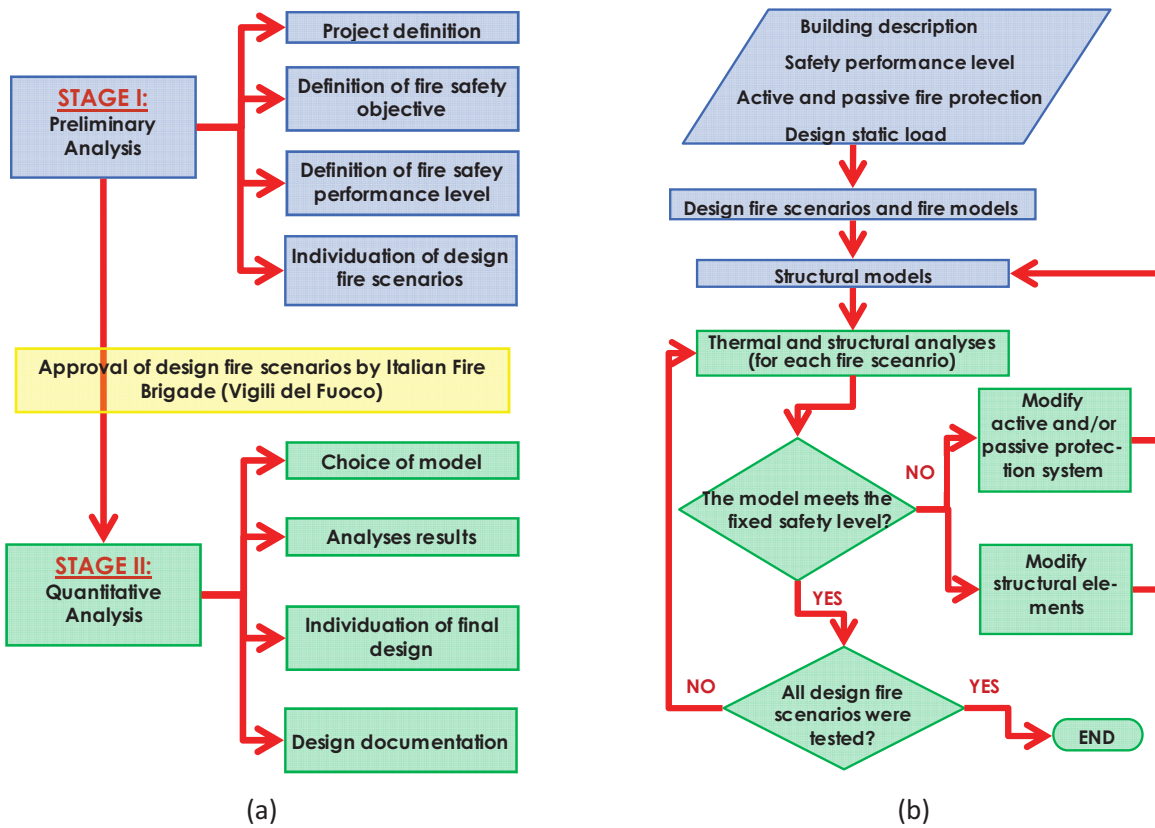 STAGE I:
Preliminary
Analysis
Project definition
Definition of fire safety
objective
Definition of fire safey
performance level
Individuation of design
fire scenarios
Approval of design fire scenarios by Italian Fire
Brigade (Vigili del Fuoco)
STAGE II:
Quantitative
Analysis
Choice of model
Analyses results
Individuation of final
design
Design documentation
(a)
Building description
Safety performance level
Active and passive fire protection
Design static load
Design fire scenarios and fire models
Structural models
Thermal and structural analyses
(for each fire sceanrio)
The model meets the
fixed safety level?
NO
Modify
active and/or
passive protec-
tion system
Modify
structural ele-
ments
YES
All design fire
scenarios were
tested?
NO
YES
END
(b)